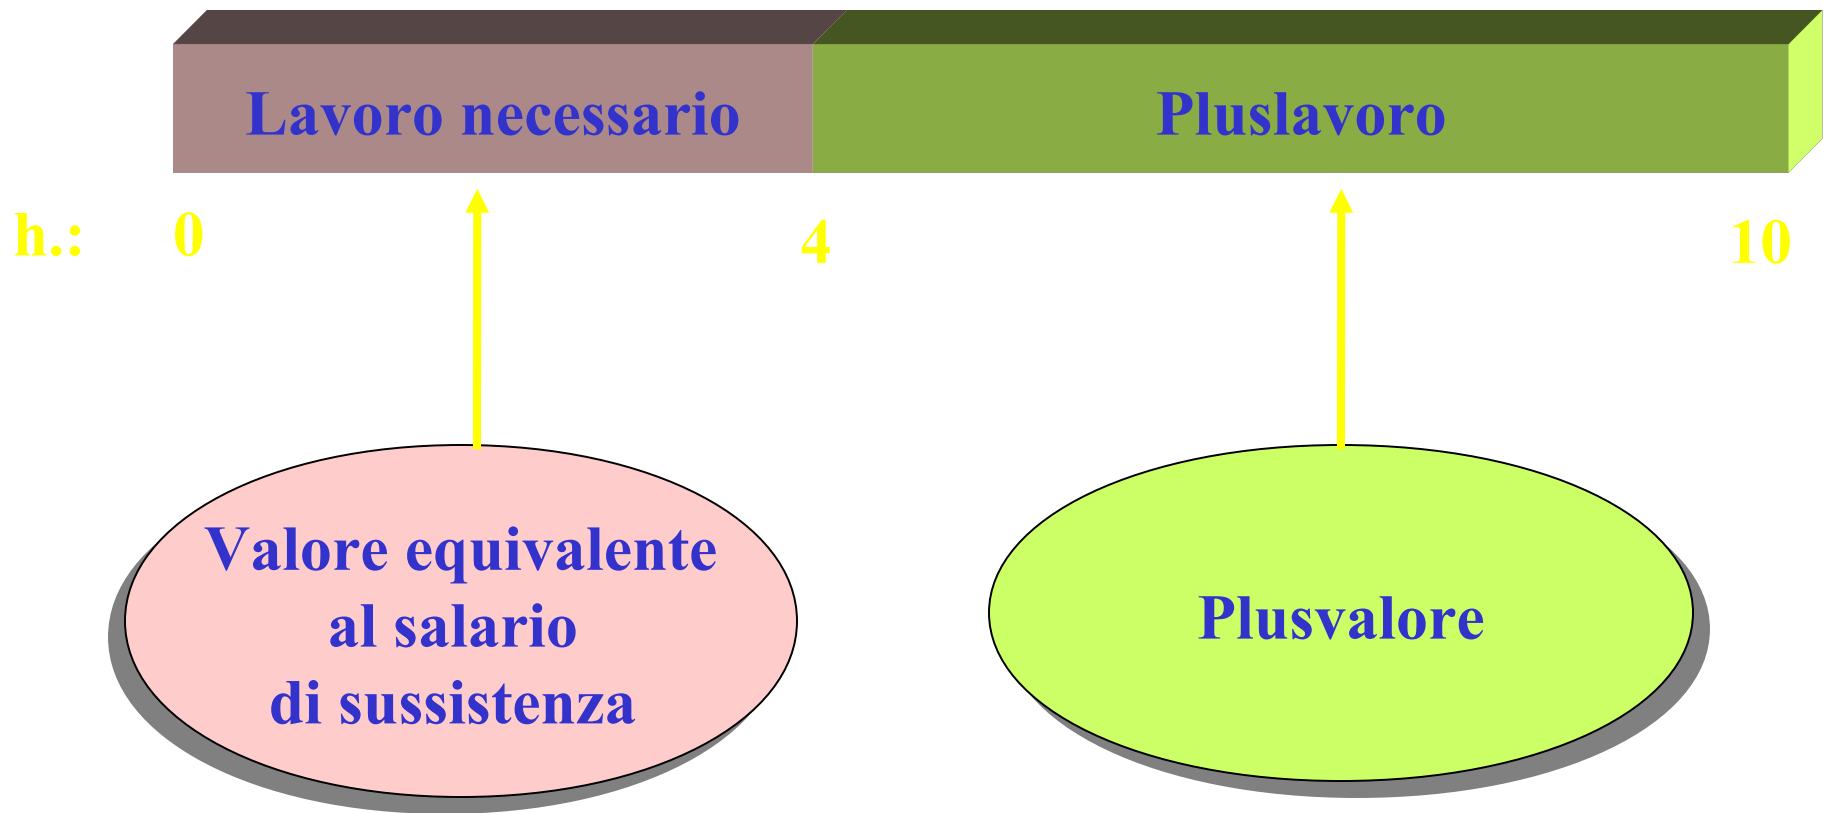 Lavoro necessario
Pluslavoro
h.: 0 4 10
Valore equivalente
al salario
di sussistenza
Plusvalore